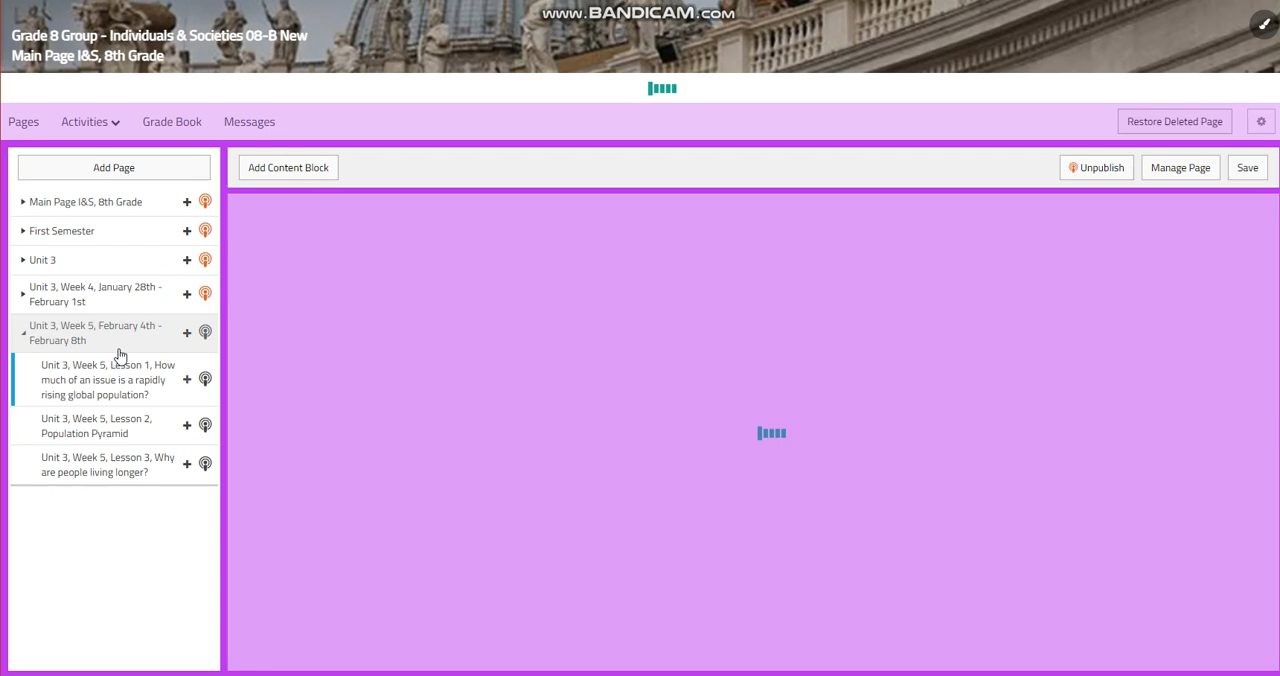 www.BANDICAM.com
Grade 8 Group - Individuals & Societies 08-B New
Main Page I&S, 8th Grade
Pages
Activities
Grade Book
Messages
Restore Deleted Page
Add Page
Add Content Block
Unpublish
Manage Page
Save
Main Page I&S, 8th Grade
First Semester
Unit 3
Unit 3, Week 4, January 28th -
February 1st
Unit 3, Week 5, February 4th -
February 8th
Unit 3, Week 5, Lesson 1, How
much of an issue is a rapidly
rising global population?
Unit 3, Week 5, Lesson 2,
Population Pyramid
Unit 3, Week 5, Lesson 3, Why
are people living longer?